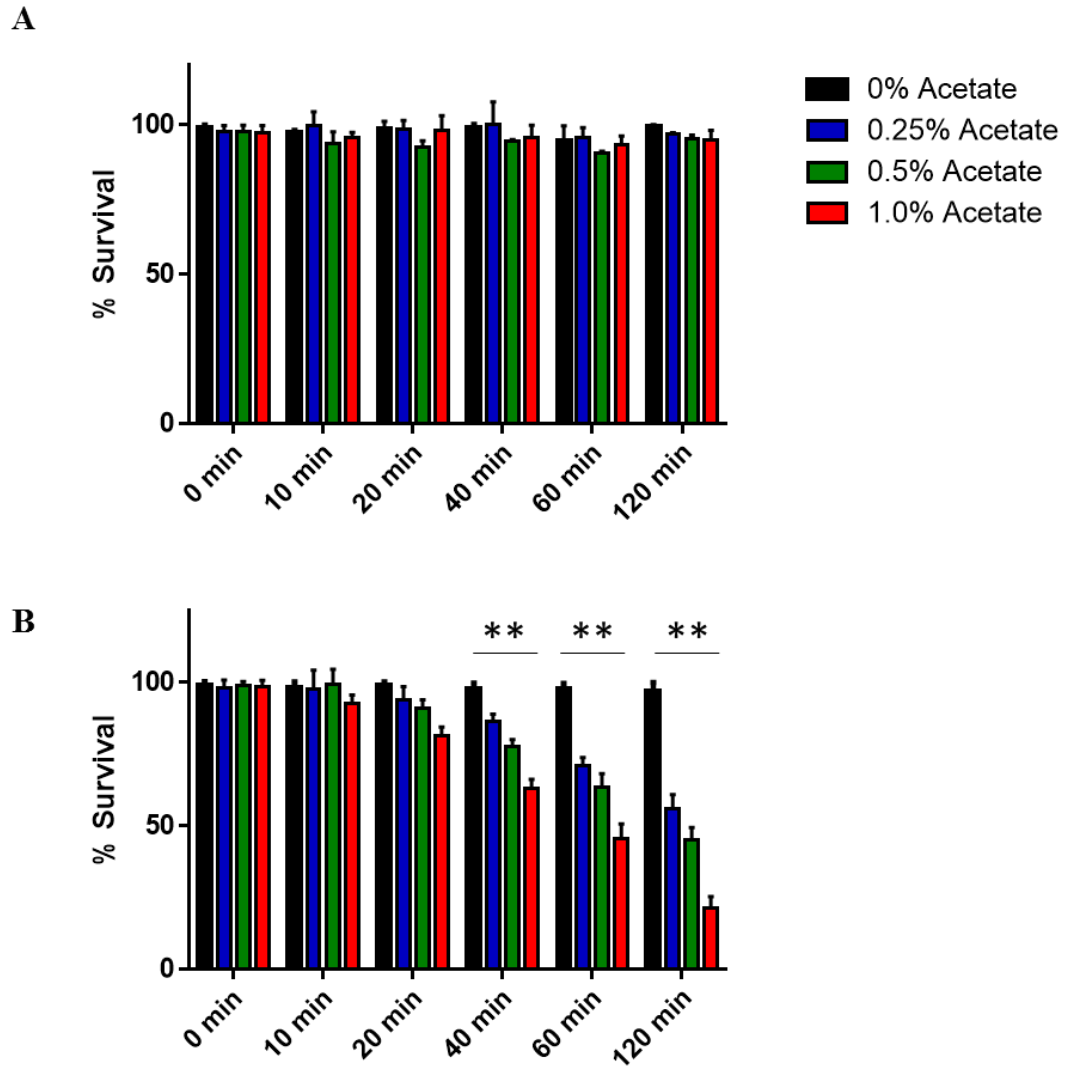 A
0% Acetate
0.25% Acetate
0.5% Acetate
1.0% Acetate
% Survival
100
50
0
0 min
10 min
20 min
40 min
60 min
120 min
B
**
**
**
% Survival
100
50
0
0 min
10 min
20 min
40 min
60 min
120 min